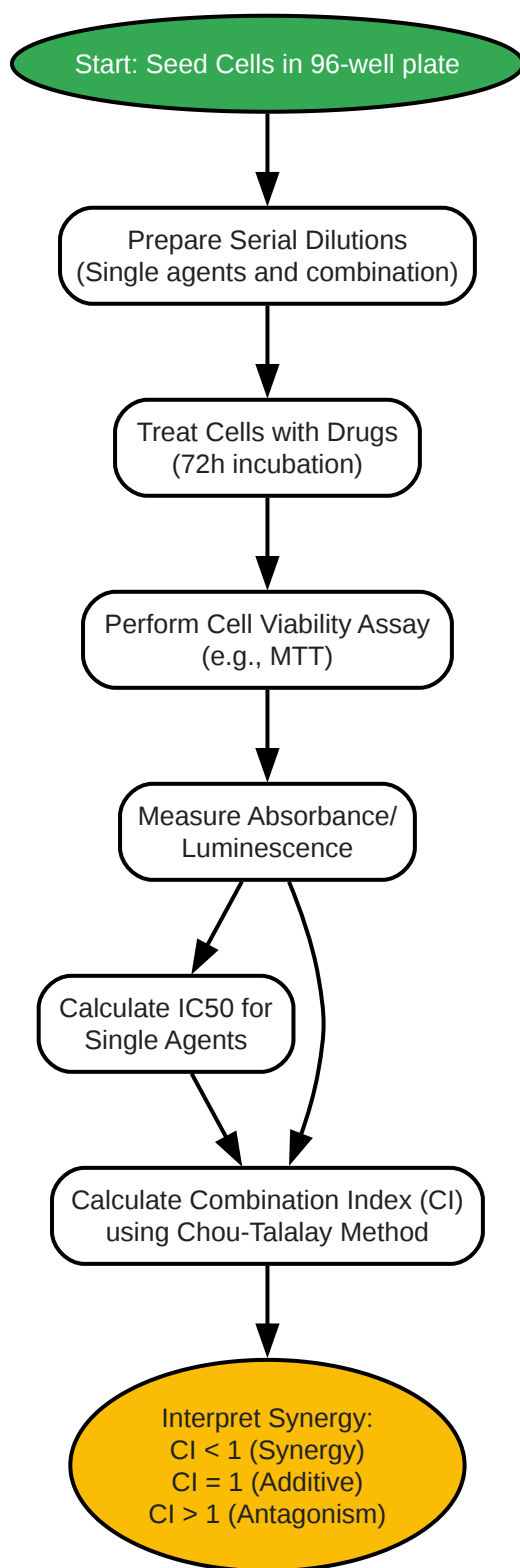 Start: Seed Cells in 96-well plate
Prepare Serial Dilutions
(Single agents and combination)
Treat Cells with Drugs
(72h incubation)
Perform Cell Viability Assay
(e.g., MTT)
Measure Absorbance/
Luminescence
Calculate IC50 for
Single Agents
Calculate Combination Index (CI)
using Chou-Talalay Method
Interpret Synergy:
CI < 1 (Synergy)
CI = 1 (Additive)
CI > 1 (Antagonism)